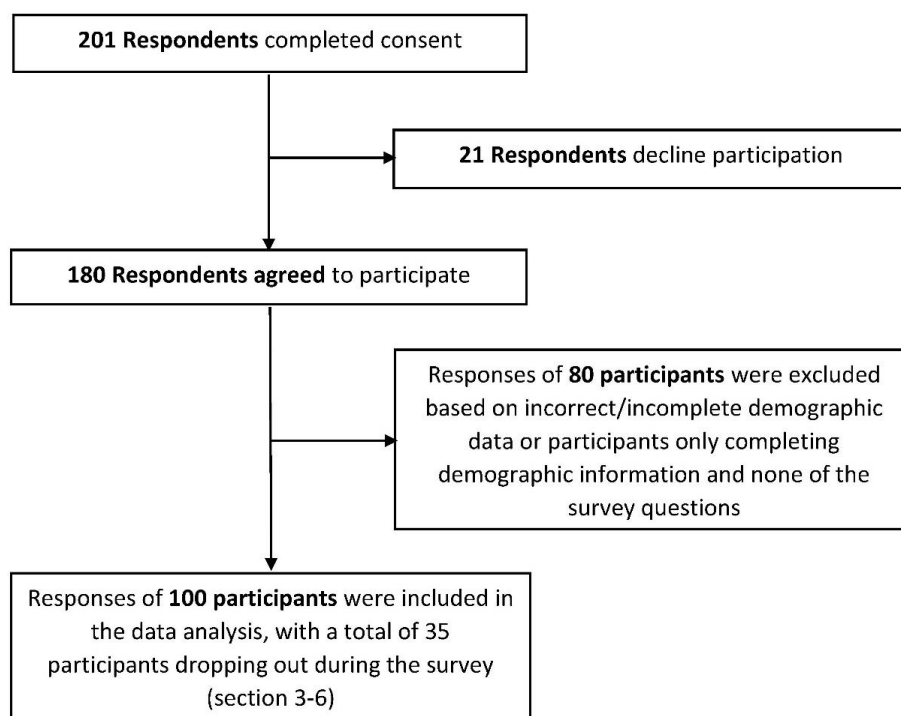 201 Respondents completed consent
21 Respondents decline participation
180 Respondents agreed to participate
Responses of 80 participants were excluded
based on incorrect/incomplete demographic
data or participants only completing
demographic information and none of the
survey questions
Responses of 100 participants were included in
the data analysis, with a total of 35
participants dropping out during the survey
(section 3-6)